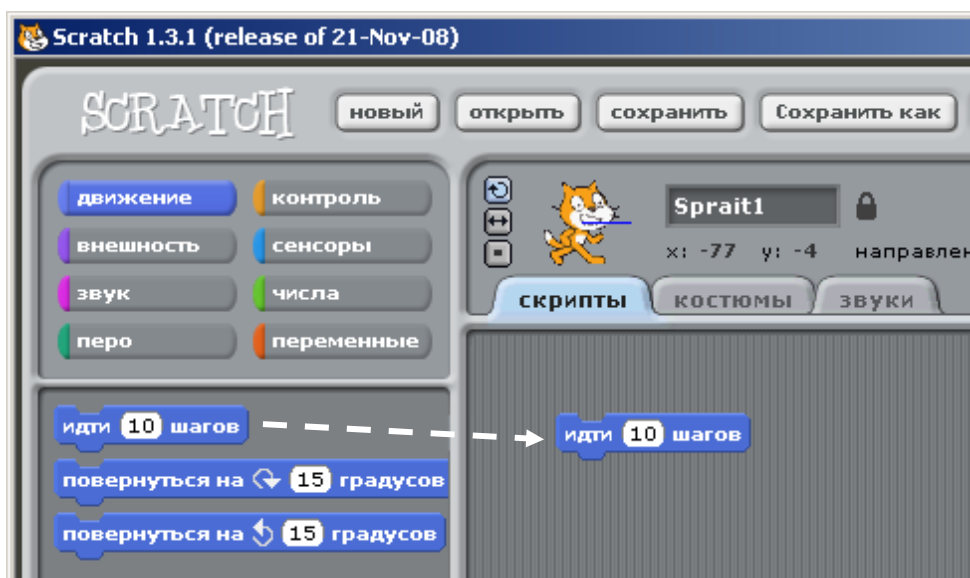 Scratch 1.3.1 (release of 21-Nov-08)
SCRATCH новый открыть сохранить Сохранить как
движение контроль
внешность сенсоры
звук числа
перо переменные
Sprait1
x: -77 y: -4 направлен
скрипты костюмы звуки
идти 10 шагов
повернуться на 15 градусов
повернуться на 15 градусов
идти 10 шагов